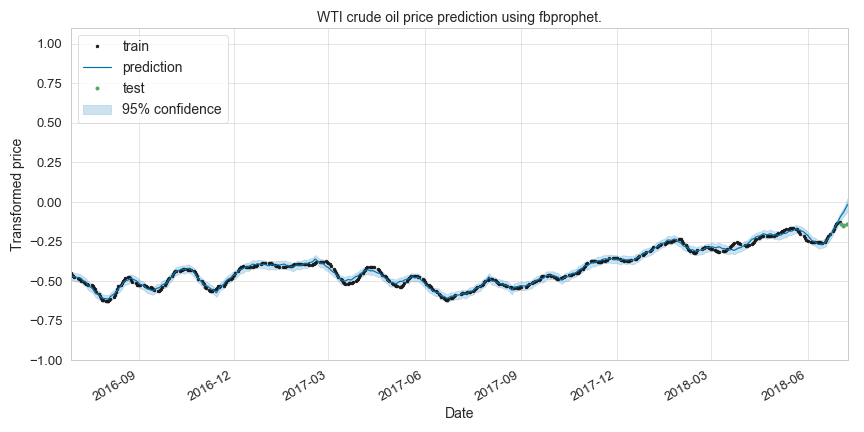 WTI crude oil price prediction using fbprophet.
train
prediction
test
95% confidence
Transformed price
1.00
0.75
0.50
0.25
0.00
−0.25
−0.50
−0.75
−1.00
2016-09
2016-12
2017-03
2017-06
2017-09
2017-12
2018-03
2018-06
Date